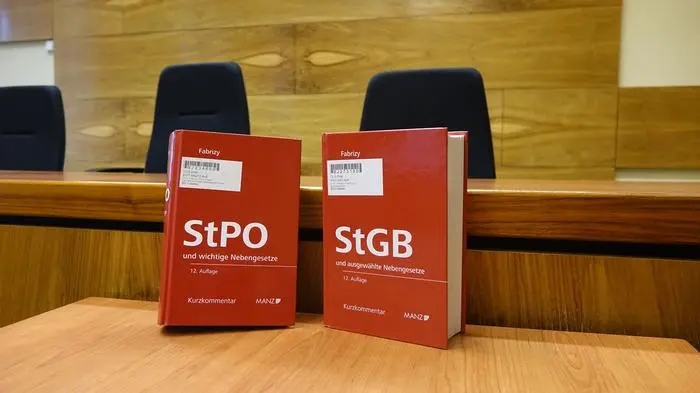 Fabrizy
StPO
und wichtige Nebengesetze
12. Auflage
Kurzkommentar
MANZ
Fabrizy
StGB
und ausgewählte Nebengesetze
12. Auflage
Kurzkommentar
MANZ